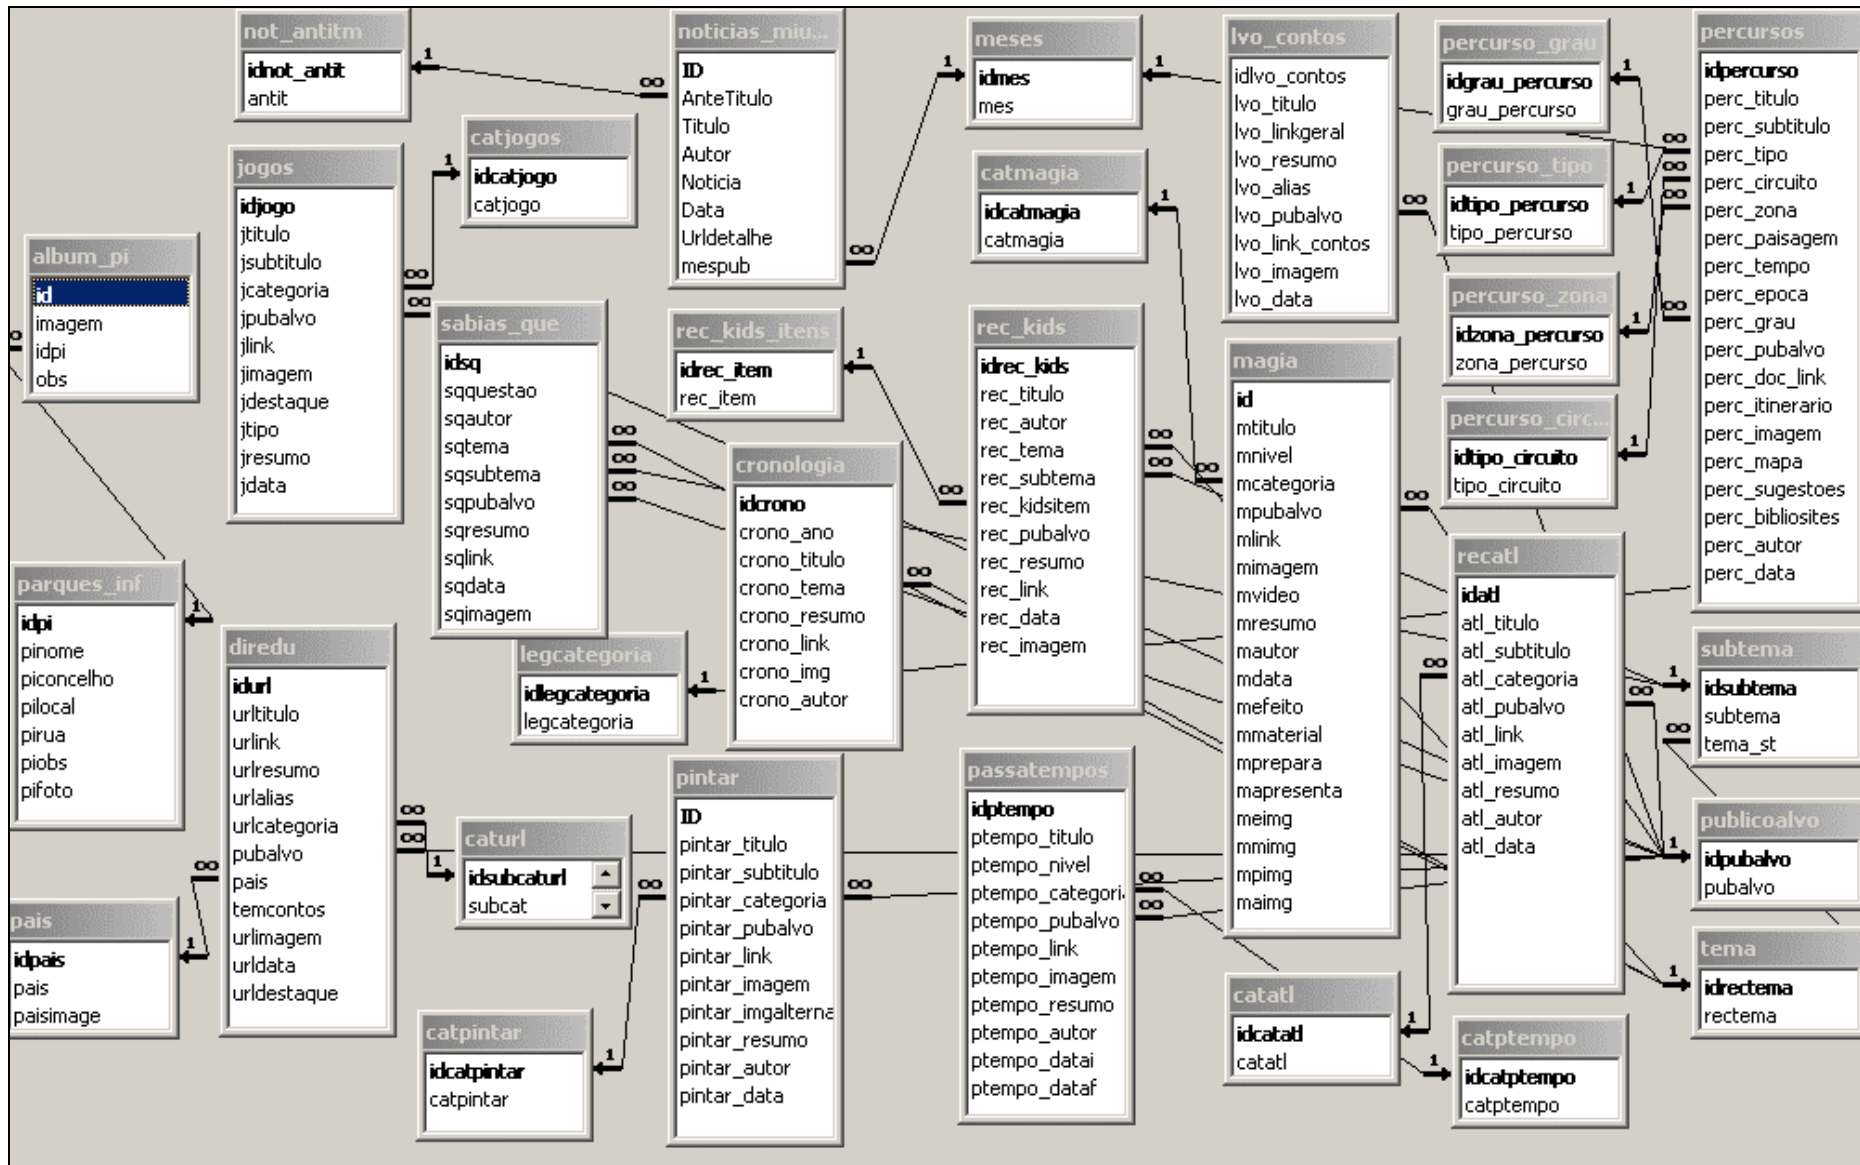 not_antitm
idnot_antit
antit
noticias_miu...
ID
AnteTitulo
Titulo
Autor
Noticia
Data
Urldetalhe
mespub
meses
idmes
mes
lvo_contos
idlvo_contos
lvo_titulo
lvo_linkgeral
lvo_resumo
lvo_alias
lvo_pubalvo
lvo_link_contos
lvo_imagem
lvo_data
percurso_grau
idgrau_percurso
grau_percurso
percursos
idpercurso
perc_titulo
perc_subtitulo
perc_tipo
perc_circuito
perc_zona
perc_paisagem
perc_tempo
perc_epoca
perc_grau
perc_pubalvo
perc_doc_link
perc_itinerario
perc_imagem
perc_mapa
perc_sugestoes
perc_bibliosites
perc_autor
perc_data
catjogos
idcatjogo
catjogo
jogos
idjogo
jtitulo
jsubtitulo
jcategoria
jpubalvo
jlink
jimagem
jdestaque
jtipo
jresumo
jdata
catmagia
idcatmagia
catmagia
percurso_tipo
idtipo_percurso
tipo_percurso
album_pi
id
imagem
idpi
obs
sabias_que
idsq
sqquestao
sqautor
sqtema
sqsubtema
sqpubalvo
sqresumo
sqlink
sqdata
sqimagem
rec_kids_itens
idrec_item
rec_item
rec_kids
idrec_kids
rec_titulo
rec_autor
rec_tema
rec_subtema
rec_kidsitem
rec_pubalvo
rec_resumo
rec_link
rec_data
rec_imagem
percurso_zona
idzona_percurso
zona_percurso
magia
id
mtitulo
mnivel
mcategoria
mpubalvo
mlink
mimagem
mvideo
mresumo
mautor
mdata
mefeito
mmaterial
mprepara
mapresenta
meimg
mmimg
mpimg
maimg
percurso_circ...
idtipo_circuito
tipo_circuito
cronologia
idcrono
crono_ano
crono_titulo
crono_tema
crono_resumo
crono_link
crono_img
crono_autor
recatl
idatl
atl_titulo
atl_subtitulo
atl_categoria
atl_pubalvo
atl_link
atl_imagem
atl_resumo
atl_autor
atl_data
parques_inf
idpi
pinome
piconcelho
pilocal
pirua
piobs
pifoto
diredu
idurl
urltitulo
urlink
urlresumo
urlalias
urlcategoria
pubalvo
pais
temcontos
urlimagem
urldata
urldestaque
legcategoria
idlegcategoria
legcategoria
subtema
idsubtema
subtema
tema_st
pintar
ID
pintar_titulo
pintar_subtitulo
pintar_categoria
pintar_pubalvo
pintar_link
pintar_imagem
pintar_imgalterna
pintar_resumo
pintar_autor
pintar_data
passatempos
idptempo
ptempo_titulo
ptempo_nivel
ptempo_categori
ptempo_pubalvo
ptempo_link
ptempo_imagem
ptempo_resumo
ptempo_autor
ptempo_datai
ptempo_dataf
caturl
idsubcaturl
subcat
publicoalvo
idpubalvo
pubalvo
pais
idpais
pais
paisimage
tema
idrectema
rectema
catatl
idcatatl
catatl
catpintar
idcatpintar
catpintar
catptempo
idcatptempo
catptempo